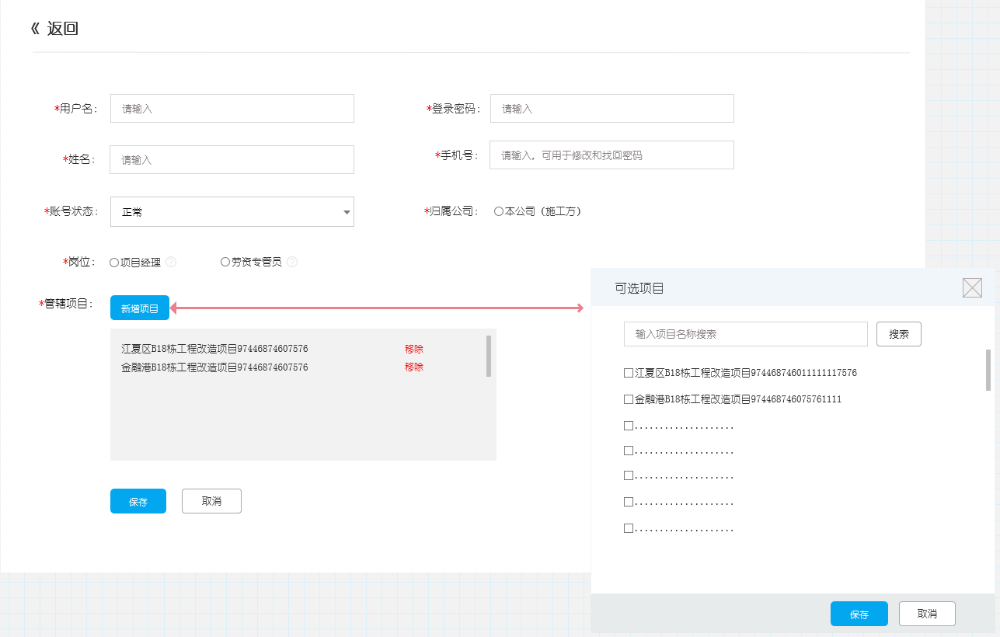 《 返回
*用户名: 请输入
*登录密码: 请输入
*姓名: 请输入
*手机号: 请输入，可用于修改和找回密码
*账号状态: 正常
*归属公司: 本公司（施工方）
*岗位: 项目经理 ? 劳资专管员 ?
*管辖项目: 新增项目
江夏区B18栋工程改造项目97446874607576 移除
金融港B18栋工程改造项目97446874607576 移除
保存 取消
可选项目
输入项目名称搜索 搜索
江夏区B18栋工程改造项目974468746011111117576
金融港B18栋工程改造项目974468746075761111
....................
....................
....................
....................
....................
保存 取消